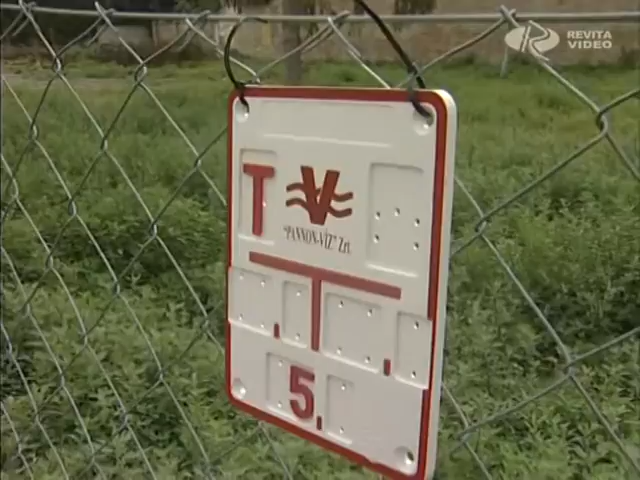 REVITA
VIDEO
T
V
"PANNON-VÍZ" Zrt.
5.